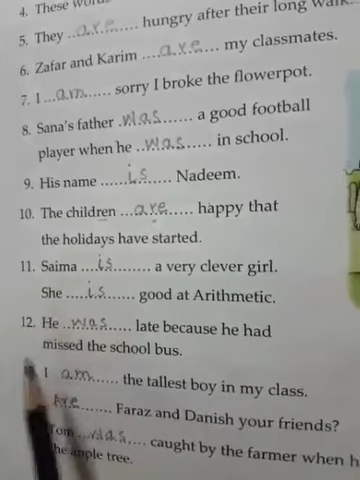 4. These
5. They ..are...... hungry after their long walk.
6. Zafar and Karim ....are..... my classmates.
7. I ...am...... sorry I broke the flowerpot.
8. Sana's father .was...... a good football
player when he ..was...... in school.
9. His name ......is...... Nadeem.
10. The children ...are...... happy that
the holidays have started.
11. Saima ....is........ a very clever girl.
She .....is....... good at Arithmetic.
12. He ..was..... late because he had
missed the school bus.
I am...... the tallest boy in my class.
Are........ Faraz and Danish your friends?
Tom ..was.... caught by the farmer when h
the apple tree.